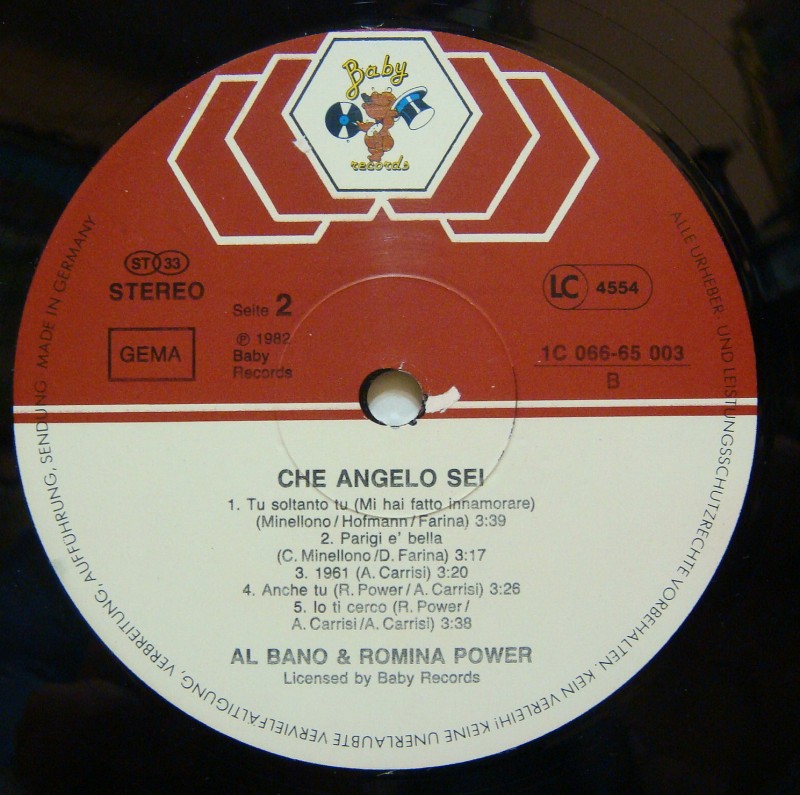 Baby
records
ST 33
STEREO
GEMA
Seite 2
℗ 1982
Baby
Records
LC 4554
1C 066-65 003
B
CHE ANGELO SEI
1. Tu soltanto tu (Mi hai fatto innamorare)
(Minellono/Hofmann/Farina) 3:39
2. Parigi e' bella
(C. Minellono/D. Farina) 3:17
3. 1961 (A. Carrisi) 3:20
4. Anche tu (R. Power/A. Carrisi) 3:26
5. Io ti cerco (R. Power/
A. Carrisi/A. Carrisi) 3:38
AL BANO & ROMINA POWER
Licensed by Baby Records
ALLE URHEBER- UND LEISTUNGSSCHUTZRECHTE VORBEHALTEN. KEIN VERLEIH! KEINE UNERLAUBTE VERVIELFÄLTIGUNG, VERBREITUNG, AUFFÜHRUNG, SENDUNG MADE IN GERMANY